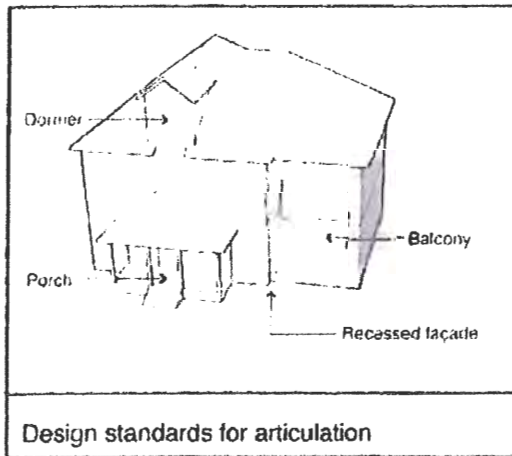 Dormer
Balcony
Porch
Recessed façade
Design standards for articulation